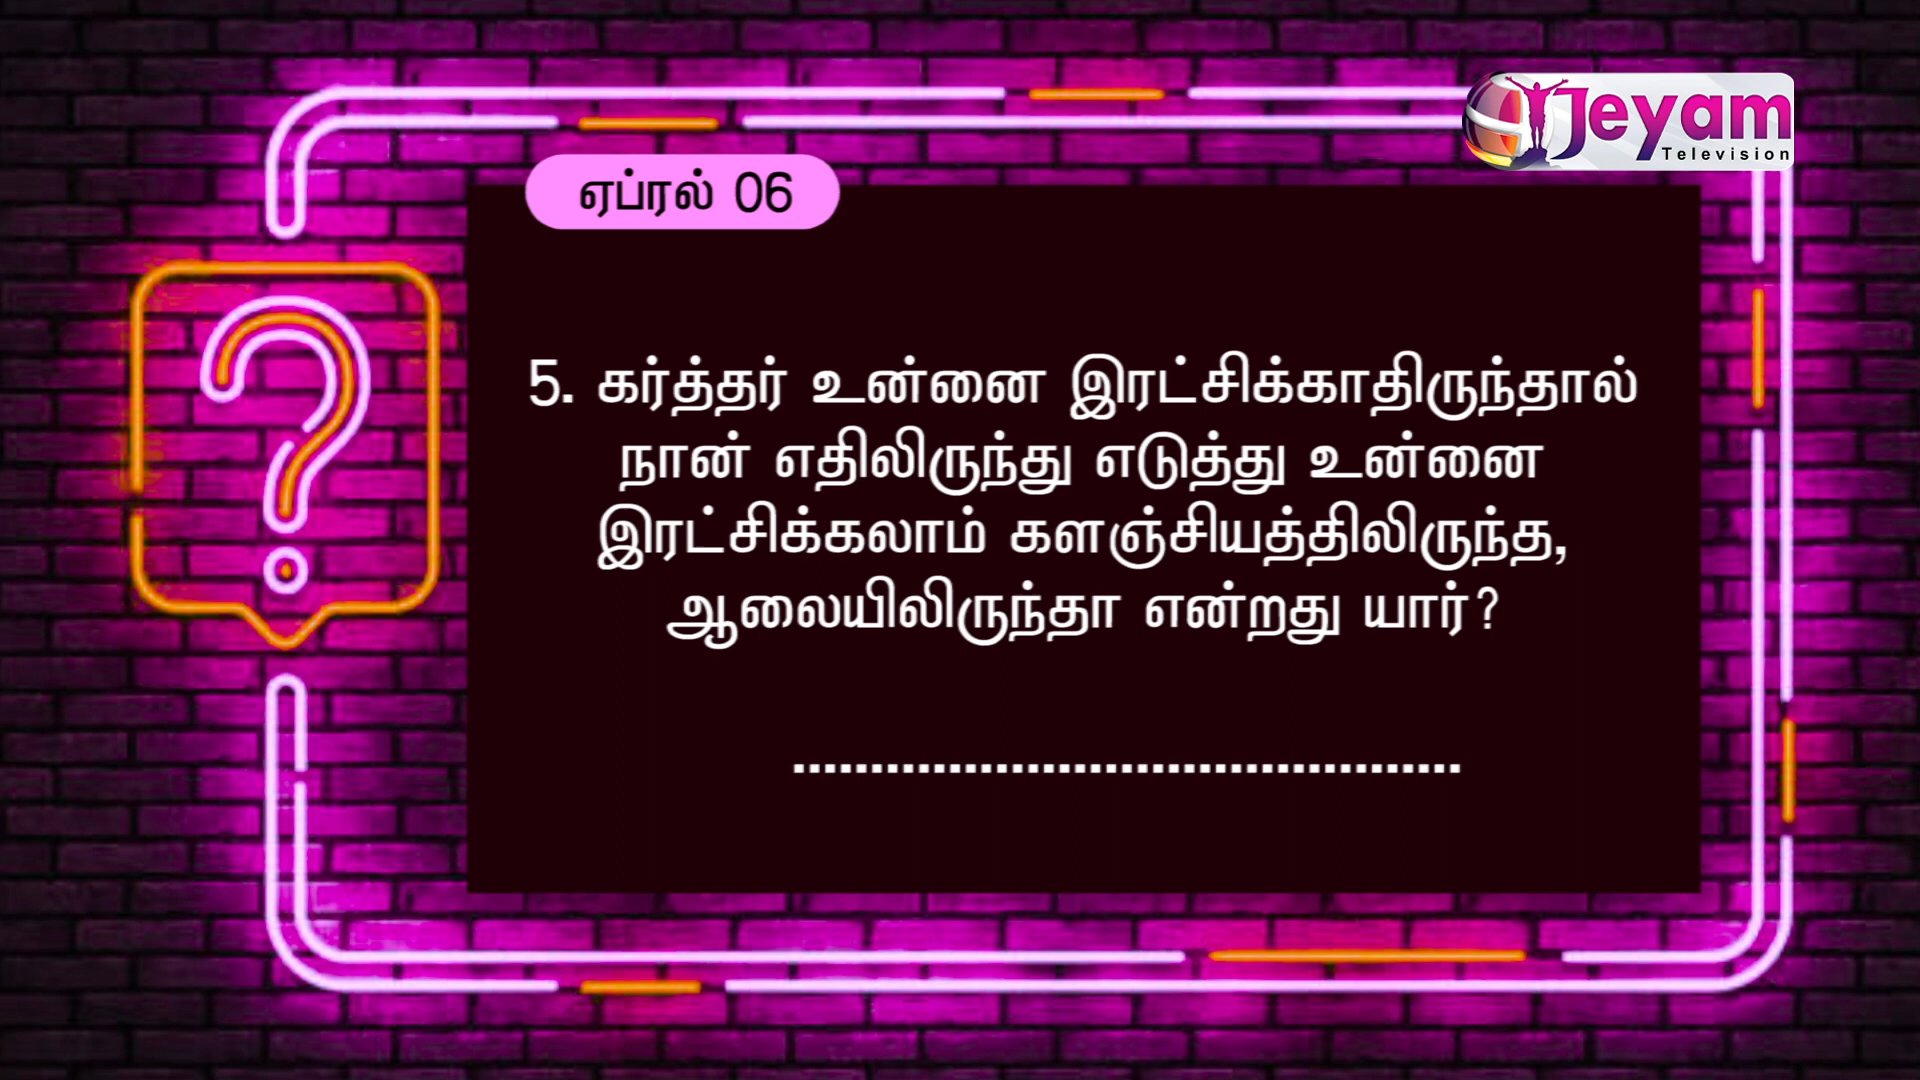 Jeyam
Television
ஏப்ரல் 06
5. கர்த்தர் உன்னை இரட்சிக்காதிருந்தால்
நான் எதிலிருந்து எடுத்து உன்னை
இரட்சிக்கலாம் களஞ்சியத்திலிருந்த,
ஆலையிலிருந்தா என்றது யார்?
...........................................